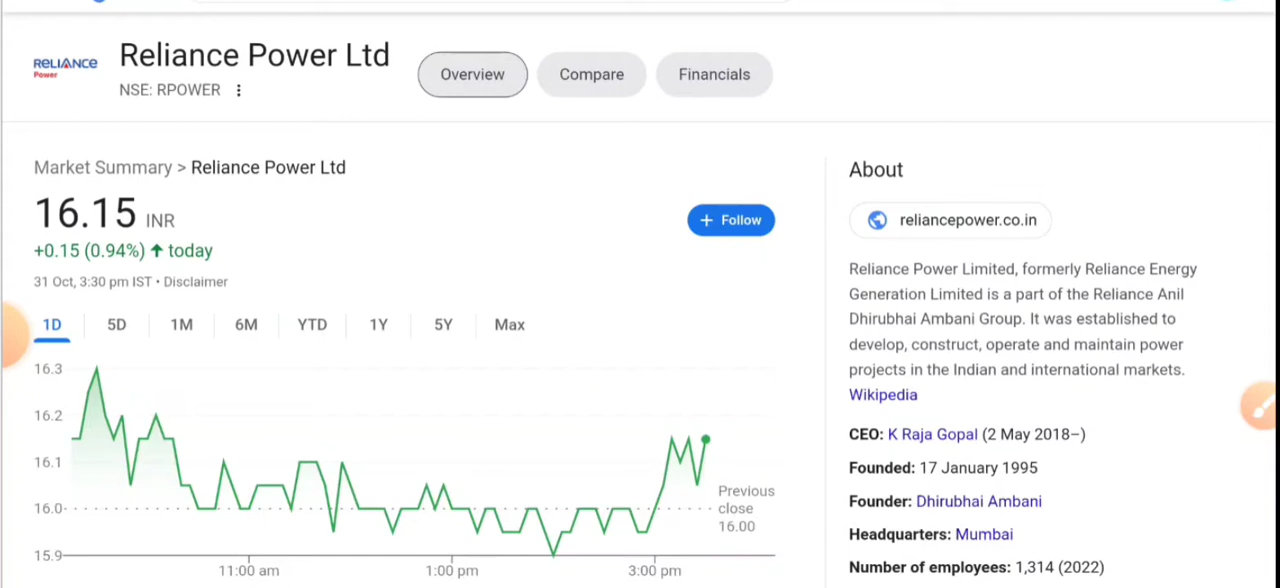 RELIANCE
Power
Reliance Power Ltd
NSE: RPOWER
Overview
Compare
Financials
Market Summary > Reliance Power Ltd
16.15 INR
+0.15 (0.94%) ↑ today
31 Oct, 3:30 pm IST • Disclaimer
+ Follow
1D
5D
1M
6M
YTD
1Y
5Y
Max
16.3
16.2
16.1
16.0
15.9
Previous
close
16.00
11:00 am
1:00 pm
3:00 pm
About
reliancepower.co.in
Reliance Power Limited, formerly Reliance Energy
Generation Limited is a part of the Reliance Anil
Dhirubhai Ambani Group. It was established to
develop, construct, operate and maintain power
projects in the Indian and international markets.
Wikipedia
CEO: K Raja Gopal (2 May 2018–)
Founded: 17 January 1995
Founder: Dhirubhai Ambani
Headquarters: Mumbai
Number of employees: 1,314 (2022)